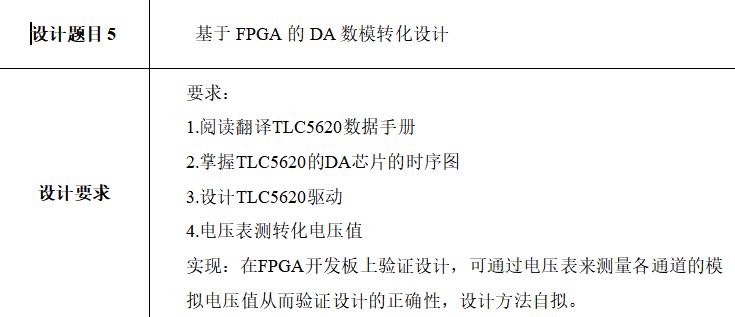 设计题目 5
基于 FPGA 的 DA 数模转化设计
设计要求
要求：
1.阅读翻译TLC5620数据手册
2.掌握TLC5620的DA芯片的时序图
3.设计TLC5620驱动
4.电压表测转化电压值
实现：在FPGA开发板上验证设计，可通过电压表来测量各通道的模
拟电压值从而验证设计的正确性，设计方法自拟。